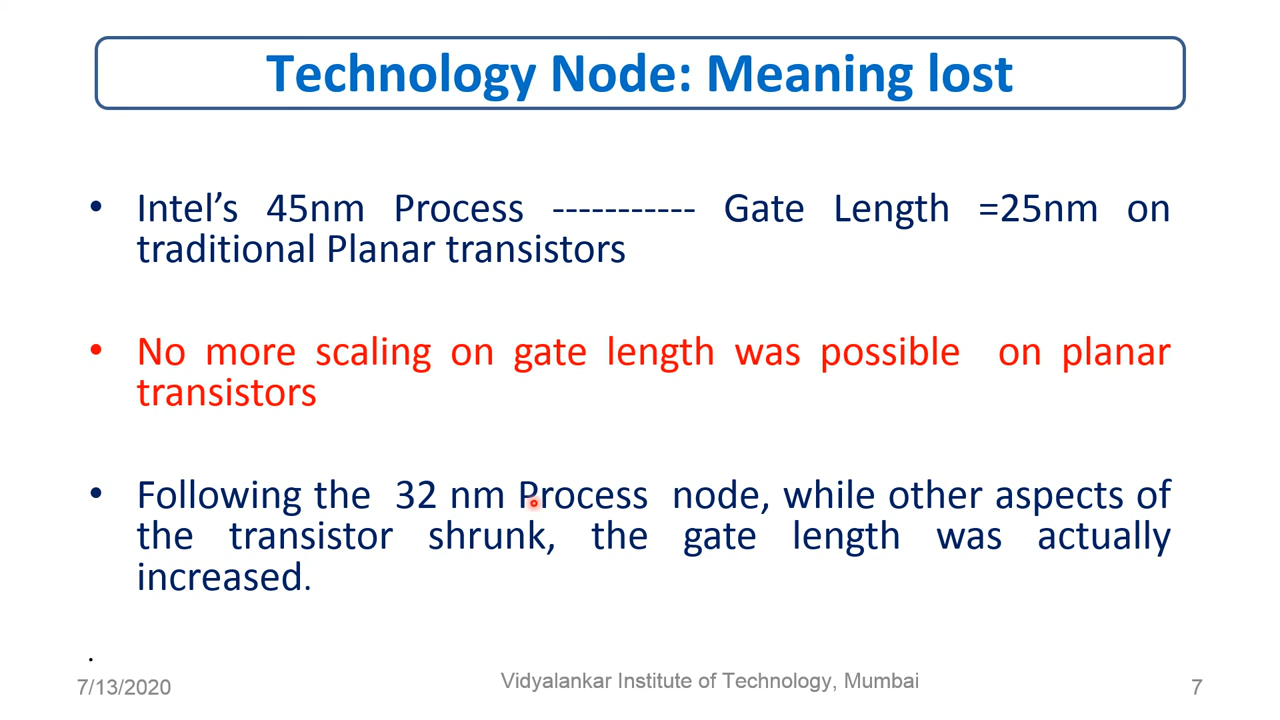 Technology Node: Meaning lost
• Intel’s 45nm Process ----------- Gate Length =25nm on
traditional Planar transistors
• No more scaling on gate length was possible on planar
transistors
• Following the 32 nm Process node, while other aspects of
the transistor shrunk, the gate length was actually
increased.
.
7/13/2020
Vidyalankar Institute of Technology, Mumbai
7